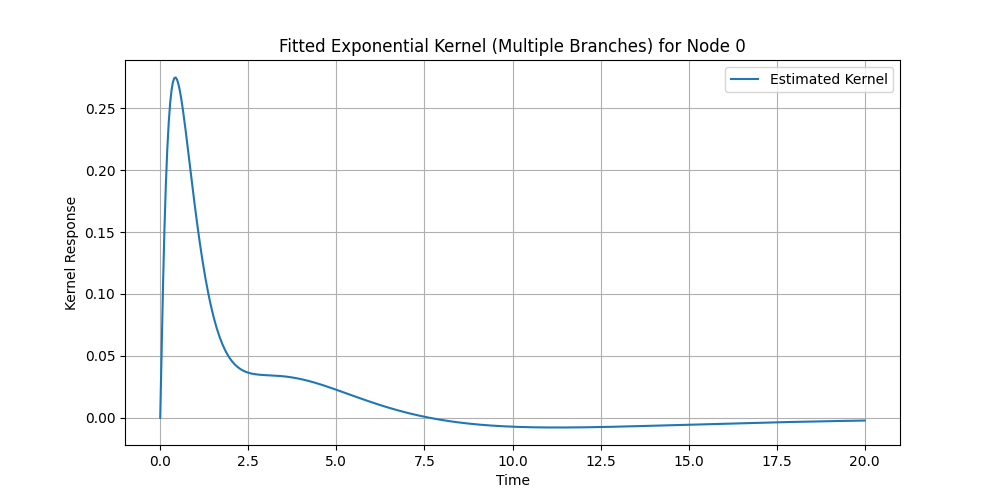 Fitted Exponential Kernel (Multiple Branches) for Node 0
Estimated Kernel
Kernel Response
0.25
0.20
0.15
0.10
0.05
0.00
0.0 2.5 5.0 7.5 10.0 12.5 15.0 17.5 20.0
Time